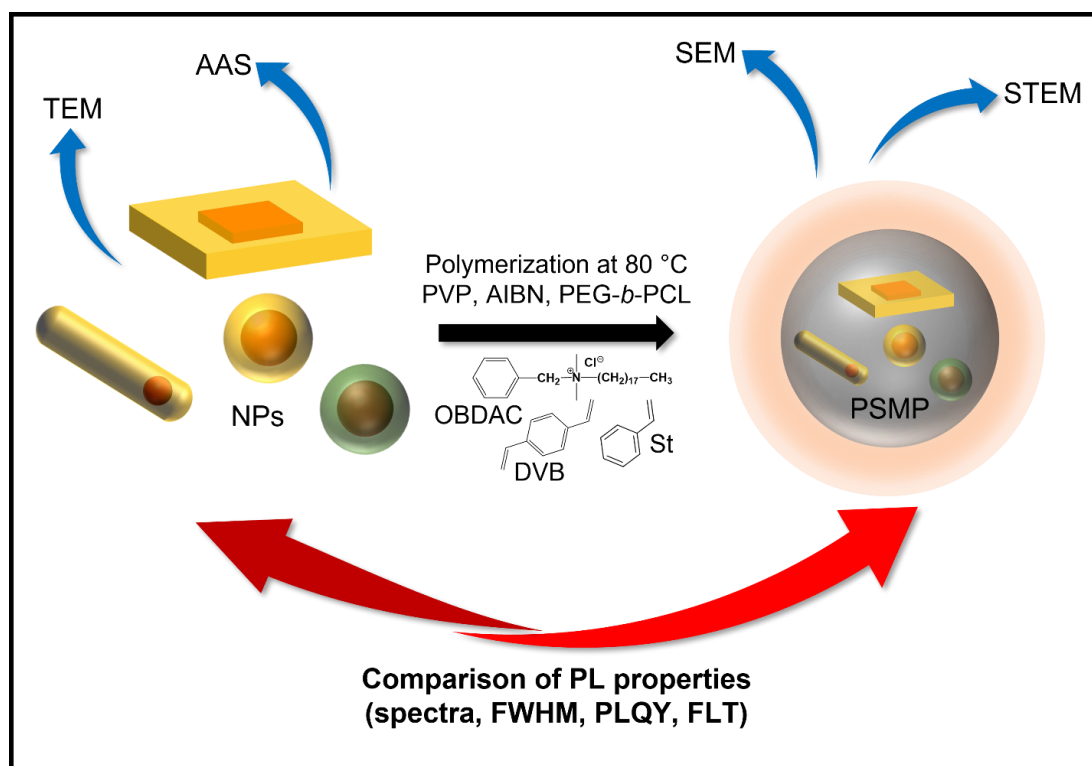 AAS
TEM
SEM
STEM
NPs
Polymerization at 80 °C
PVP, AIBN, PEG-b-PCL
Cl⊖
CH₂–N⊕–(CH₂)₁₇–CH₃
OBDAC
DVB
St
PSMP
Comparison of PL properties
(spectra, FWHM, PLQY, FLT)